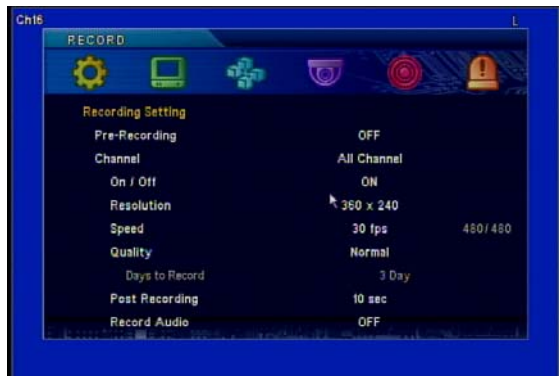 Ch16 L
RECORD
Recording Setting
Pre-Recording OFF
Channel All Channel
On / Off ON
Resolution 360 x 240
Speed 30 fps 480/480
Quality Normal
Days to Record 3 Day
Post Recording 10 sec
Record Audio OFF